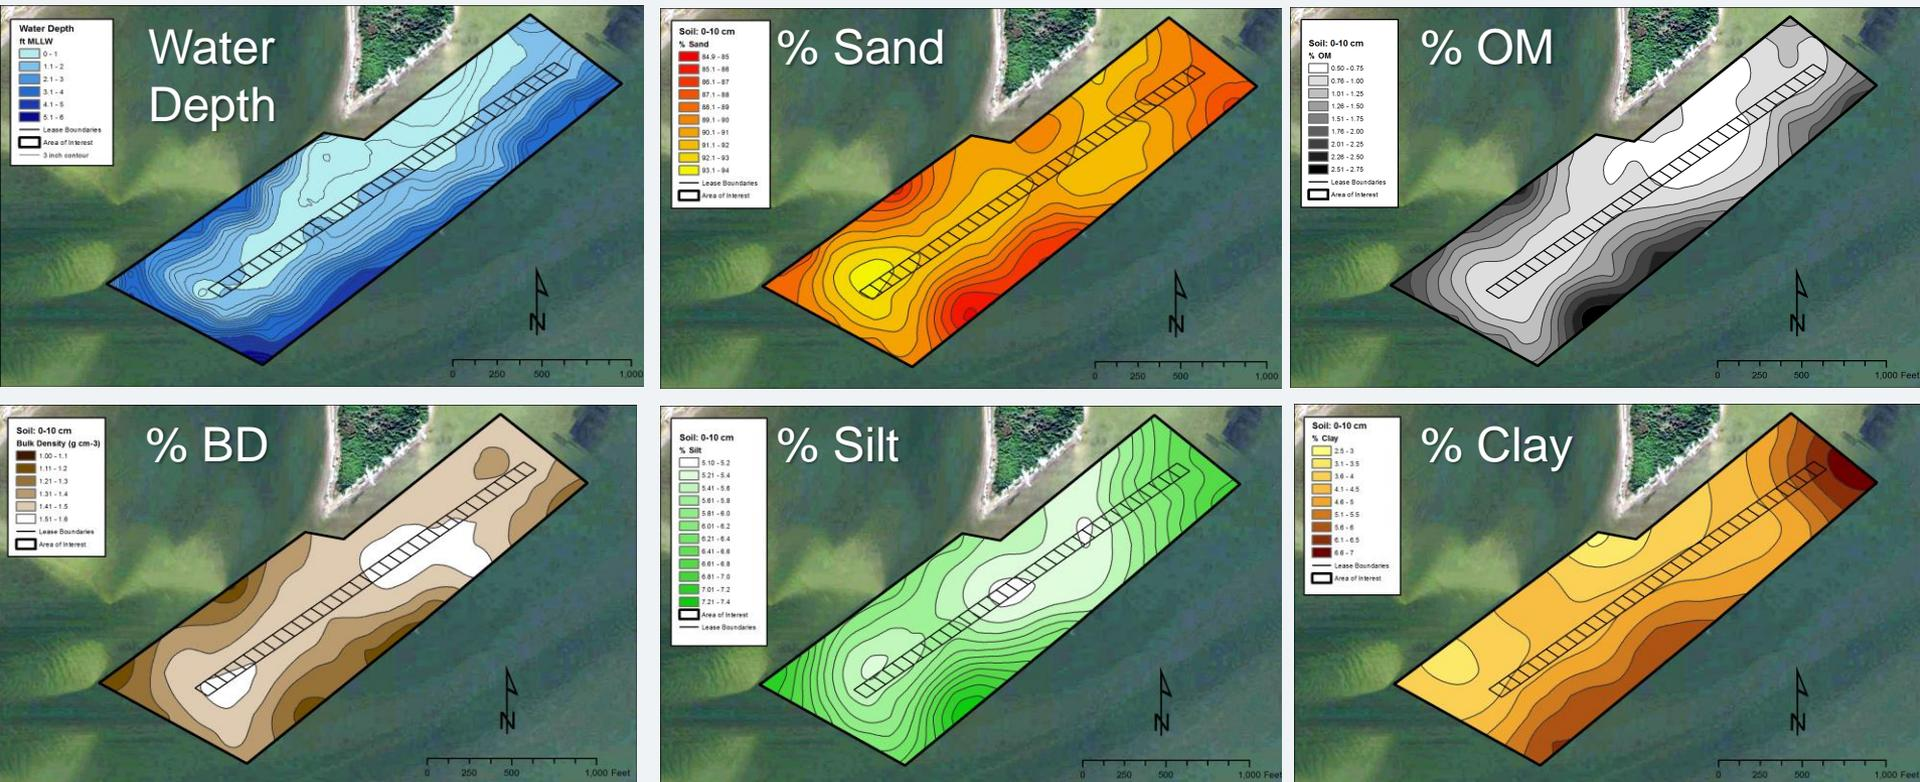 Water Depth
ft MLLW
0 - 1
1.1 - 2
2.1 - 3
3.1 - 4
4.1 - 5
5.1 - 6
Lease Boundaries
Area of Interest
3 inch contour
Water
Depth
N
0 250 500 1,000
Soil: 0-10 cm
% Sand
84.9 - 85
85.1 - 86
86.1 - 87
87.1 - 88
88.1 - 89
89.1 - 90
90.1 - 91
91.1 - 92
92.1 - 93
93.1 - 94
Lease Boundaries
Area of Interest
% Sand
N
0 250 500 1,000 Feet
Soil: 0-10 cm
% OM
0.50 - 0.75
0.76 - 1.00
1.01 - 1.25
1.26 - 1.50
1.51 - 1.75
1.76 - 2.00
2.01 - 2.25
2.26 - 2.50
2.51 - 2.75
Lease Boundaries
Area of Interest
% OM
N
0 250 500 1,000 Feet
Soil: 0-10 cm
Bulk Density (g cm-3)
1.00 - 1.1
1.11 - 1.2
1.21 - 1.3
1.31 - 1.4
1.41 - 1.5
1.51 - 1.6
Lease Boundaries
Area of Interest
% BD
N
0 250 500 1,000 Feet
Soil: 0-10 cm
% Silt
5.10 - 5.2
5.21 - 5.4
5.41 - 5.6
5.61 - 5.8
5.81 - 6.0
6.01 - 6.2
6.21 - 6.4
6.41 - 6.6
6.61 - 6.8
6.81 - 7.0
7.01 - 7.2
7.21 - 7.4
Area of Interest
Lease Boundaries
% Silt
N
0 250 500 1,000 Feet
Soil: 0-10 cm
% Clay
2.5 - 3
3.1 - 3.5
3.6 - 4
4.1 - 4.5
4.6 - 5
5.1 - 5.5
5.6 - 6
6.1 - 6.5
6.6 - 7
Lease Boundaries
Area of Interest
% Clay
N
0 250 500 1,000 Feet